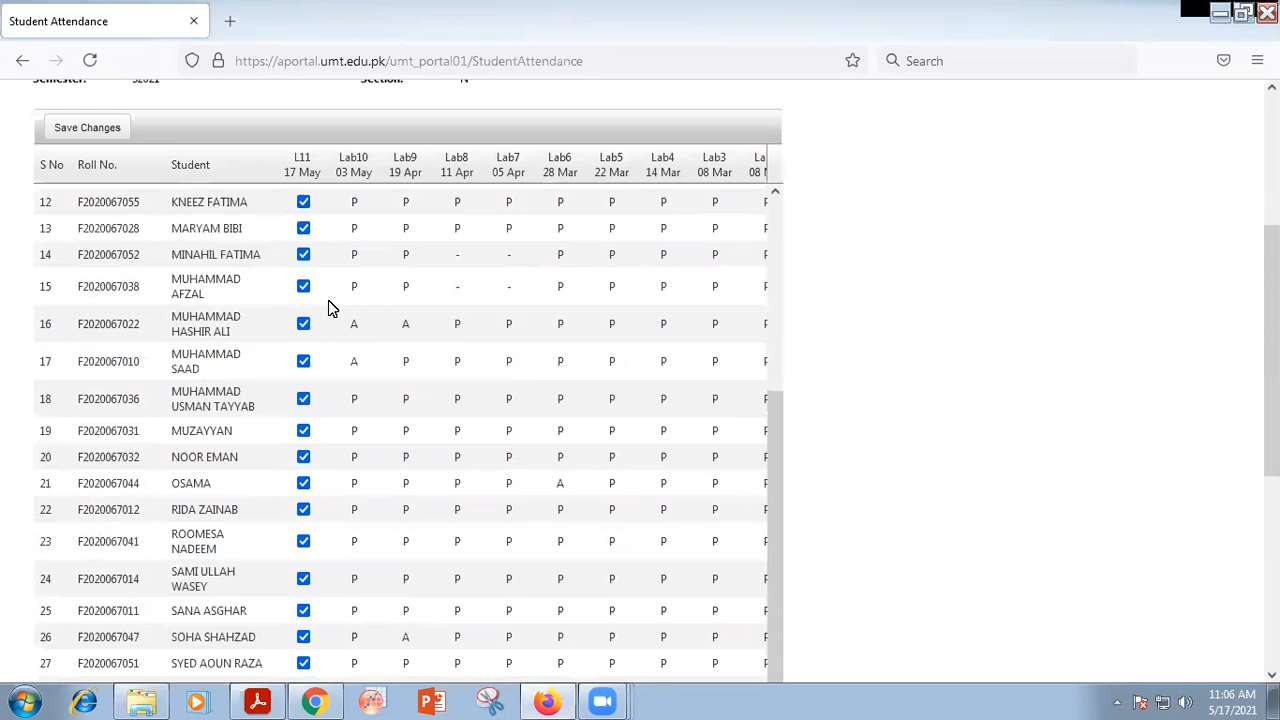 Student Attendance
https://aportal.umt.edu.pk/umt_portal01/StudentAttendance
Search
Semester: S2021 Section: N
Save Changes
S No Roll No. Student L11 17 May Lab10 03 May Lab9 19 Apr Lab8 11 Apr Lab7 05 Apr Lab6 28 Mar Lab5 22 Mar Lab4 14 Mar Lab3 08 Mar La 08 M
12 F2020067055 KNEEZ FATIMA P P P P P P P P P
13 F2020067028 MARYAM BIBI P P P P P P P P P
14 F2020067052 MINAHIL FATIMA P P - - P P P P P
15 F2020067038 MUHAMMAD AFZAL P P - - P P P P P
16 F2020067022 MUHAMMAD HASHIR ALI A A P P P P P P P
17 F2020067010 MUHAMMAD SAAD A P P P P P P P P
18 F2020067036 MUHAMMAD USMAN TAYYAB P P P P P P P P P
19 F2020067031 MUZAYYAN P P P P P P P P P
20 F2020067032 NOOR EMAN P P P P P P P P P
21 F2020067044 OSAMA P P P P A P P P P
22 F2020067012 RIDA ZAINAB P P P P P P P P P
23 F2020067041 ROOMESA NADEEM P P P P P P P P P
24 F2020067014 SAMI ULLAH WASEY P P P P P P P P P
25 F2020067011 SANA ASGHAR P P P P P P P P P
26 F2020067047 SOHA SHAHZAD P A P P P P P P P
27 F2020067051 SYED AOUN RAZA P P P P P P P P P
11:06 AM
5/17/2021